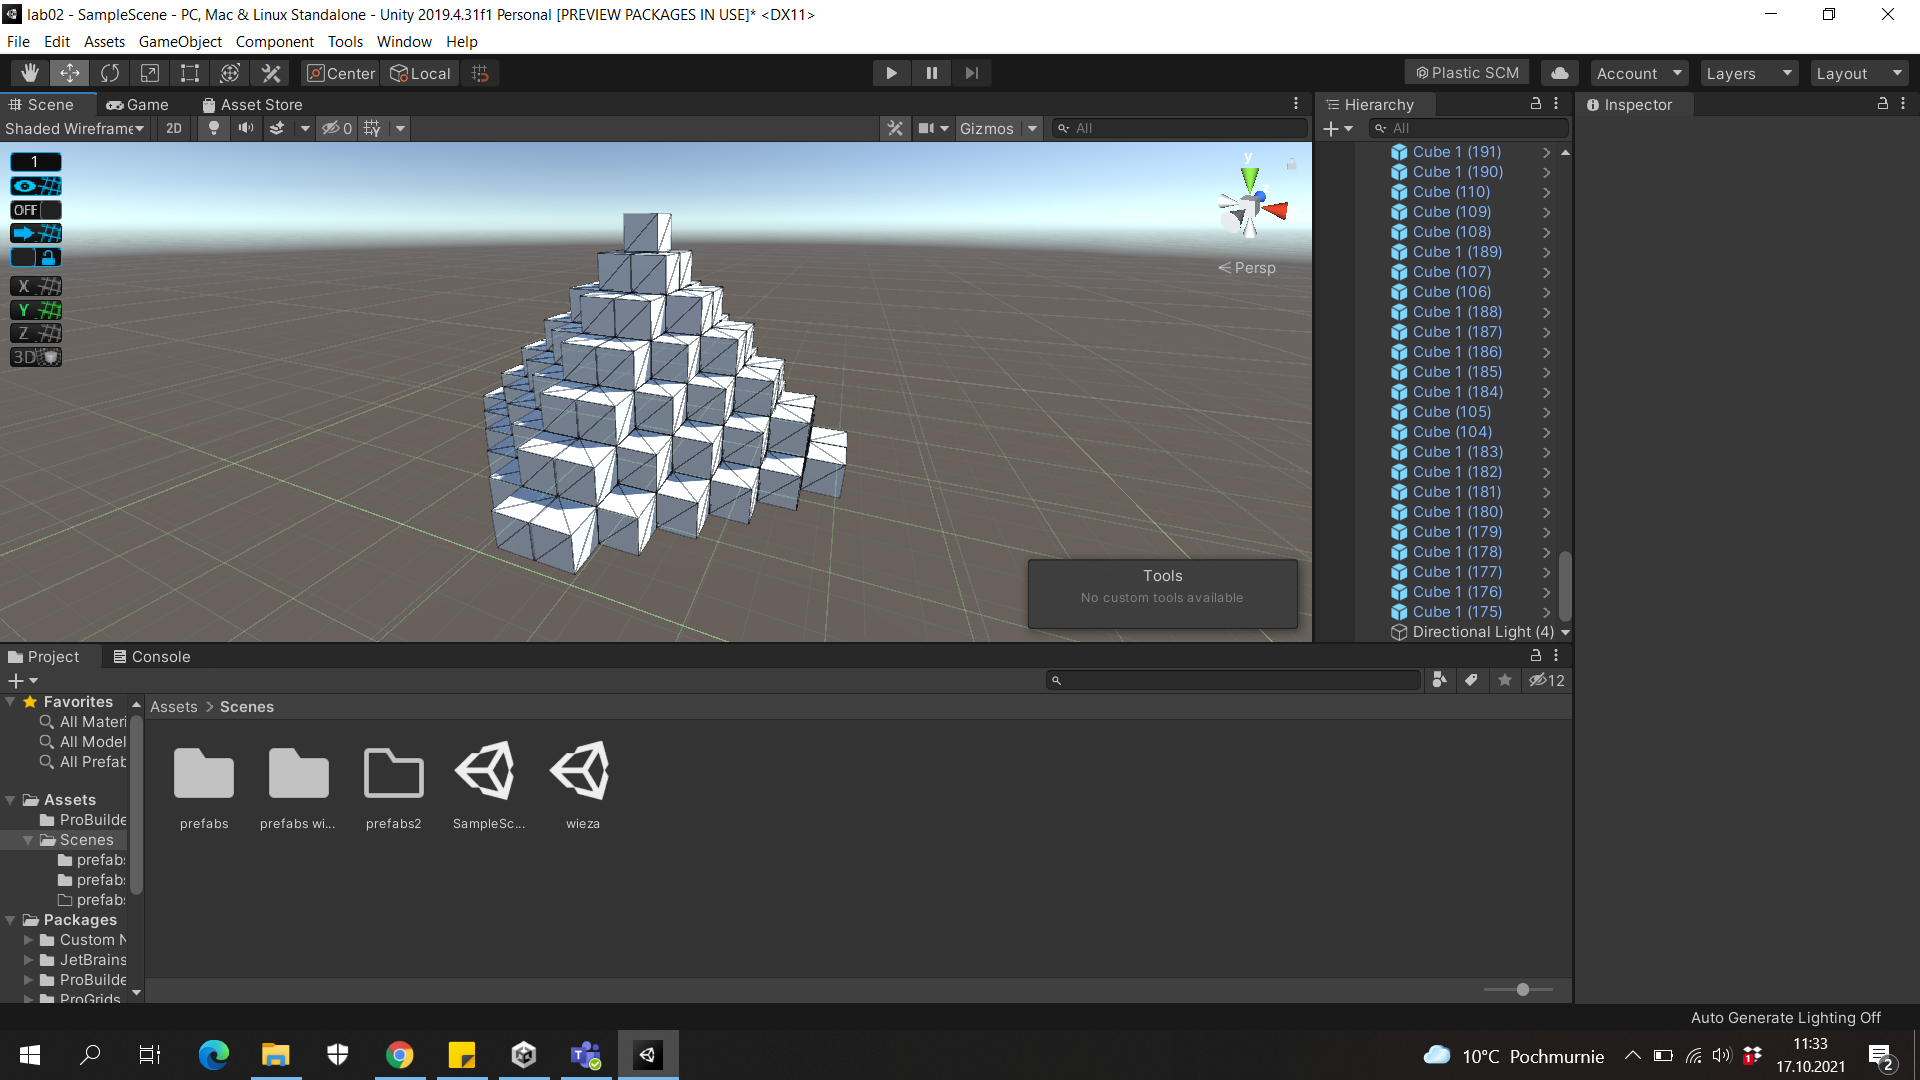 lab02 - SampleScene - PC, Mac & Linux Standalone - Unity 2019.4.31f1 Personal [PREVIEW PACKAGES IN USE]* <DX11>
File Edit Assets GameObject Component Tools Window Help
Center Local Plastic SCM Account Layers Layout
Scene Game Asset Store
Shaded Wireframe 2D 0 Gizmos All
1
OFF
X
Y
Z
3D
y
Persp
Tools
No custom tools available
Hierarchy
All
Cube 1 (191)
Cube 1 (190)
Cube (110)
Cube (109)
Cube (108)
Cube 1 (189)
Cube (107)
Cube (106)
Cube 1 (188)
Cube 1 (187)
Cube 1 (186)
Cube 1 (185)
Cube 1 (184)
Cube (105)
Cube (104)
Cube 1 (183)
Cube 1 (182)
Cube 1 (181)
Cube 1 (180)
Cube 1 (179)
Cube 1 (178)
Cube 1 (177)
Cube 1 (176)
Cube 1 (175)
Directional Light (4)
Inspector
Project Console
12
Favorites
All Materi
All Model
All Prefab
Assets
ProBuilde
Scenes
prefabs
prefabs
prefabs
Packages
Custom N
JetBrains
ProBuilde
ProGrids
Assets > Scenes
prefabs
prefabs wi...
prefabs2
SampleSc...
wieza
Auto Generate Lighting Off
10°C Pochmurnie
1
11:33
17.10.2021
2